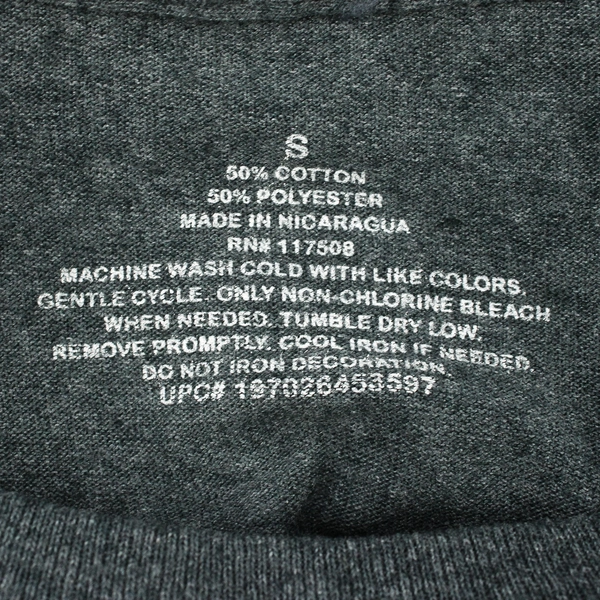 S
50% COTTON
50% POLYESTER
MADE IN NICARAGUA
RN# 117508
MACHINE WASH COLD WITH LIKE COLORS.
GENTLE CYCLE. ONLY NON-CHLORINE BLEACH
WHEN NEEDED. TUMBLE DRY LOW.
REMOVE PROMPTLY. COOL IRON IF NEEDED.
DO NOT IRON DECORATION.
UPC# 197026453597